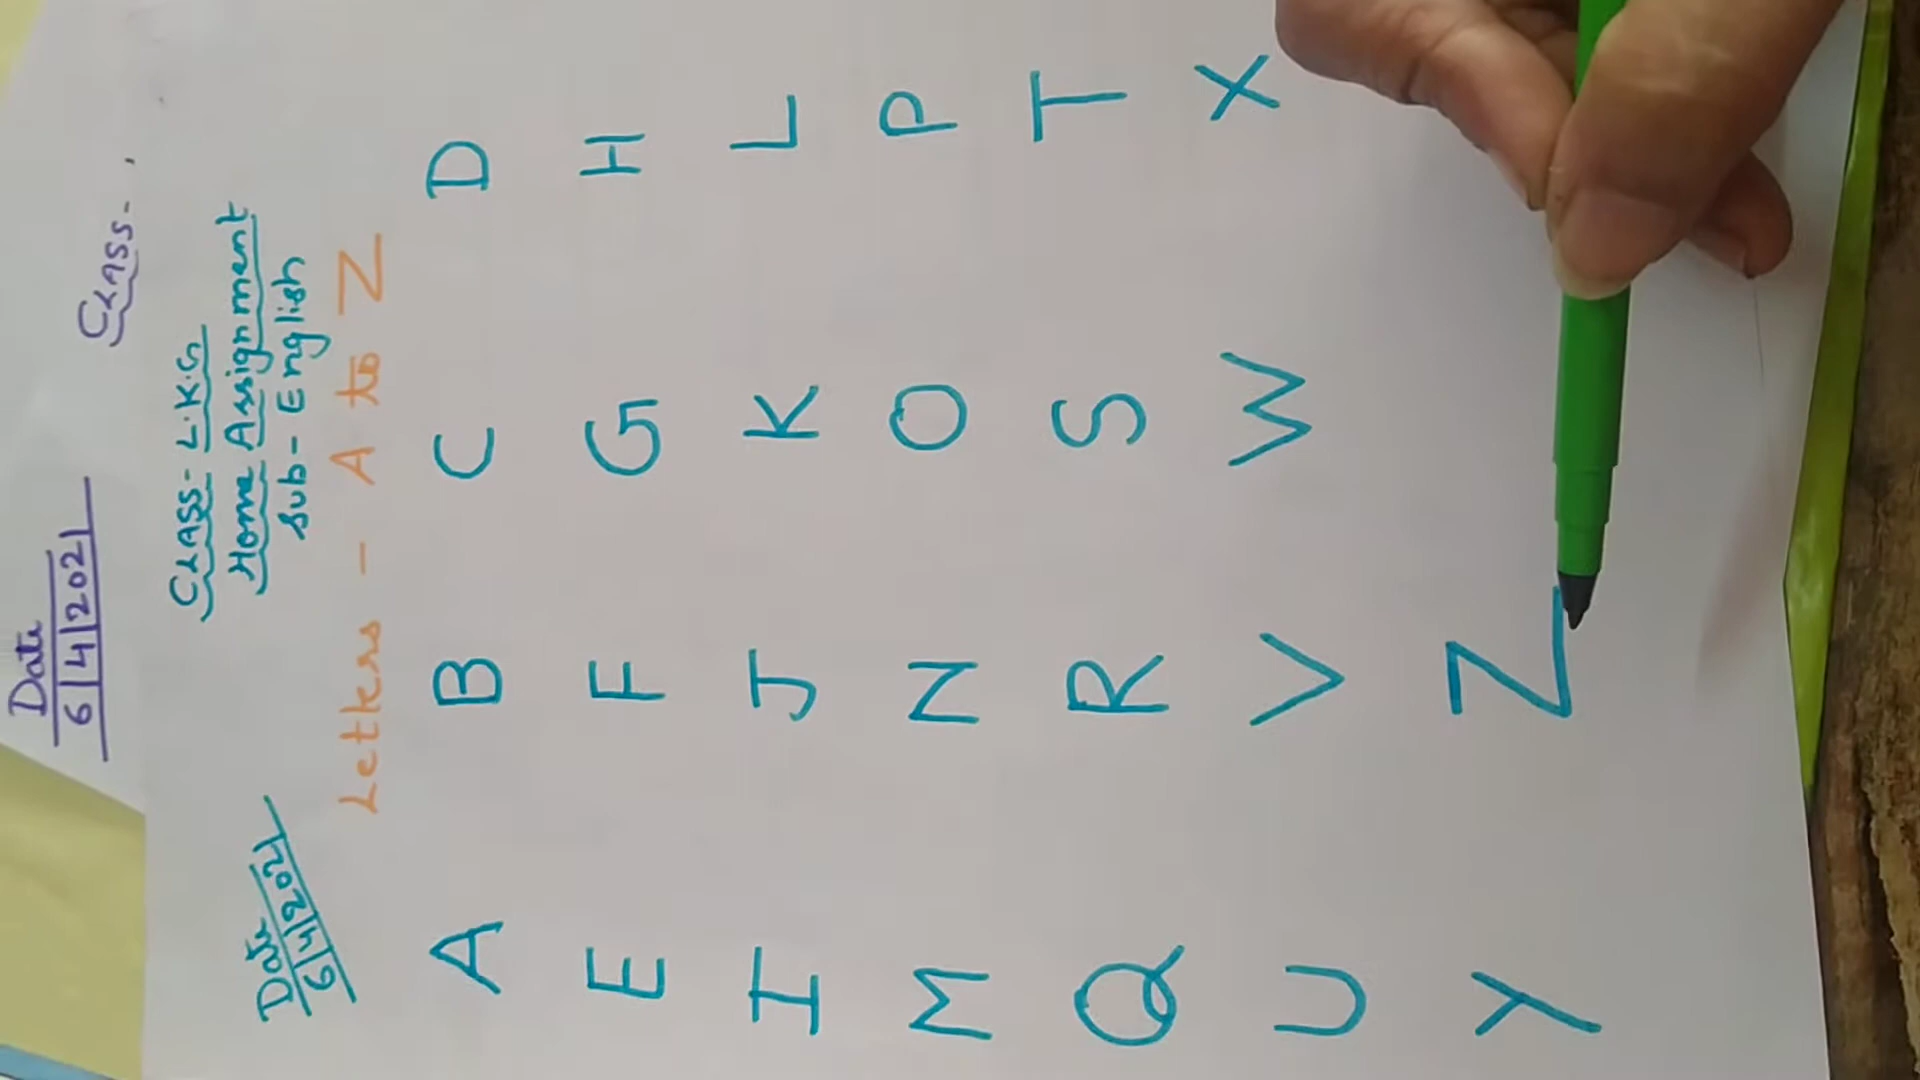 Date
6/4/2021
CLASS-
CLASS- L.K.G
Home Assignment
Sub- English
Date
6/4/2021
Letters - A to Z
A B C D
E F G H
I J K L
M N O P
Q R S T
U V W X
Y Z